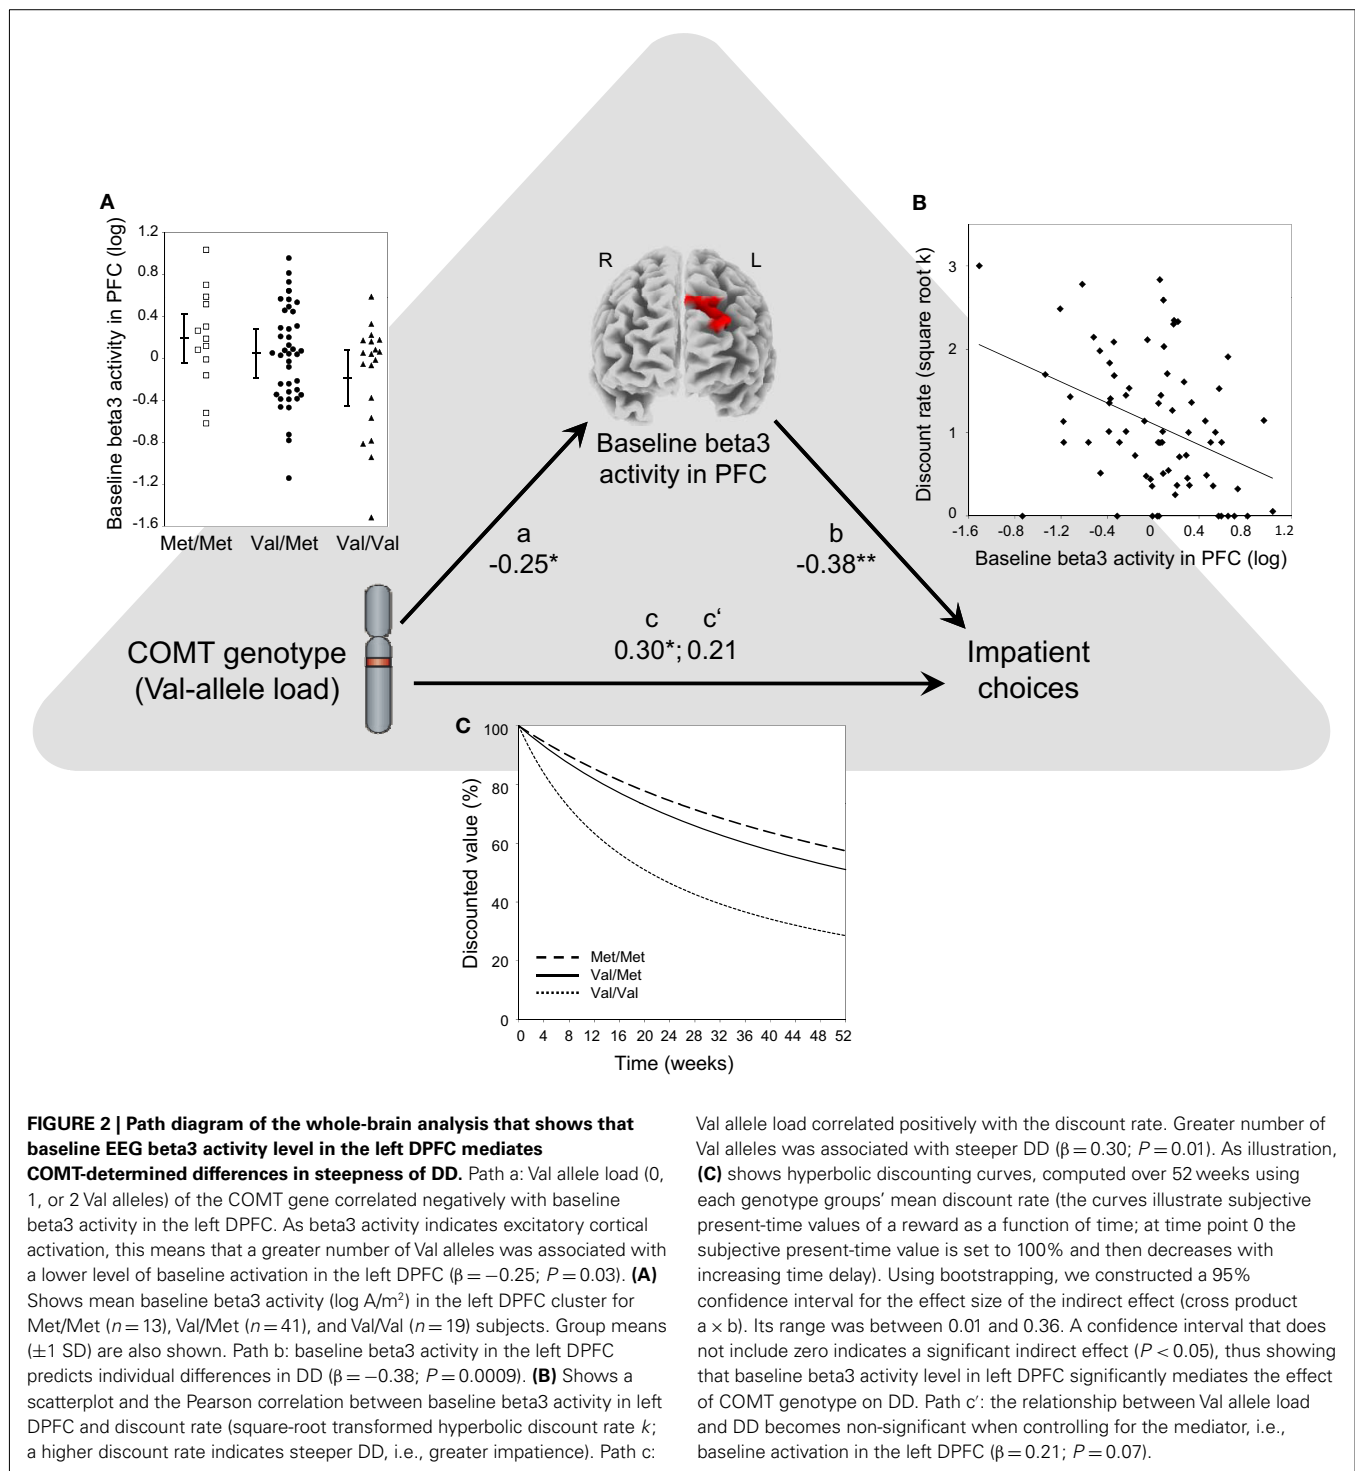 A
Baseline beta3 activity in PFC (log)
1.2
0.8
0.4
0
-0.4
-0.8
-1.2
-1.6
Met/Met Val/Met Val/Val
R L
Baseline beta3
activity in PFC
B
Discount rate (square root k)
3
2
1
0
-1.6 -1.2 -0.8 -0.4 0 0.4 0.8 1.2
Baseline beta3 activity in PFC (log)
a
-0.25*
b
-0.38**
c c‘
0.30*; 0.21
COMT genotype
(Val-allele load)
Impatient
choices
C
Discounted value (%)
100
80
60
40
20
0
Met/Met
Val/Met
Val/Val
0 4 8 12 16 20 24 28 32 36 40 44 48 52
Time (weeks)
FIGURE 2 | Path diagram of the whole-brain analysis that shows that
baseline EEG beta3 activity level in the left DPFC mediates
COMT-determined differences in steepness of DD. Path a: Val allele load (0,
1, or 2 Val alleles) of the COMT gene correlated negatively with baseline
beta3 activity in the left DPFC. As beta3 activity indicates excitatory cortical
activation, this means that a greater number of Val alleles was associated with
a lower level of baseline activation in the left DPFC (β = −0.25; P = 0.03). (A)
Shows mean baseline beta3 activity (log A/m²) in the left DPFC cluster for
Met/Met (n = 13), Val/Met (n = 41), and Val/Val (n = 19) subjects. Group means
(±1 SD) are also shown. Path b: baseline beta3 activity in the left DPFC
predicts individual differences in DD (β = −0.38; P = 0.0009). (B) Shows a
scatterplot and the Pearson correlation between baseline beta3 activity in left
DPFC and discount rate (square-root transformed hyperbolic discount rate k;
a higher discount rate indicates steeper DD, i.e., greater impatience). Path c:
Val allele load correlated positively with the discount rate. Greater number of
Val alleles was associated with steeper DD (β = 0.30; P = 0.01). As illustration,
(C) shows hyperbolic discounting curves, computed over 52 weeks using
each genotype groups' mean discount rate (the curves illustrate subjective
present-time values of a reward as a function of time; at time point 0 the
subjective present-time value is set to 100% and then decreases with
increasing time delay). Using bootstrapping, we constructed a 95%
confidence interval for the effect size of the indirect effect (cross product
a × b). Its range was between 0.01 and 0.36. A confidence interval that does
not include zero indicates a significant indirect effect (P < 0.05), thus showing
that baseline beta3 activity level in left DPFC significantly mediates the effect
of COMT genotype on DD. Path c′: the relationship between Val allele load
and DD becomes non-significant when controlling for the mediator, i.e.,
baseline activation in the left DPFC (β = 0.21; P = 0.07).